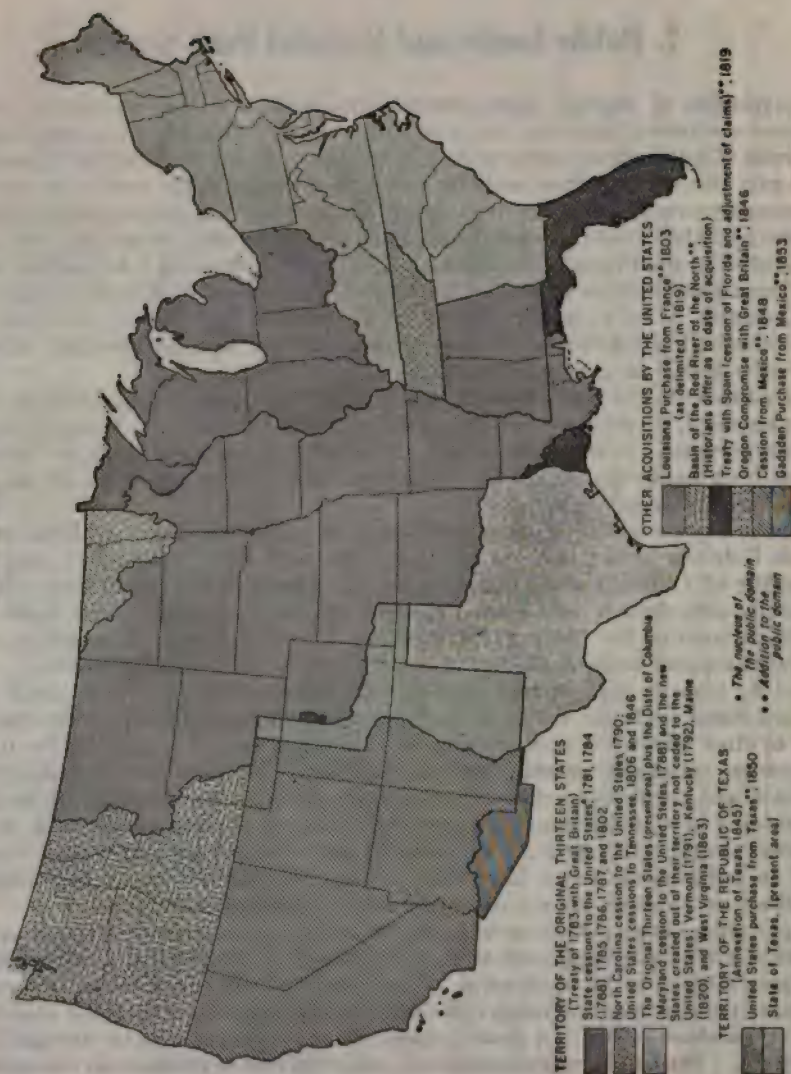 TERRITORY OF THE ORIGINAL THIRTEEN STATES
(Treaty of 1783 with Great Britain)
State cessions to the United States,* 1781, 1784
(1788) 1785 1786, 1787 and 1802
North Carolina cession to the United States, 1790;
United States cessions to Tennessee, 1806 and 1846
The Original Thirteen States (present area) plus the District of Columbia
(Maryland cession to the United States, 1788) and the new
States created out of their territory not ceded to the
United States: Vermont (1791), Kentucky (1792), Maine
(1820), and West Virginia (1863)
TERRITORY OF THE REPUBLIC OF TEXAS
(Annexation of Texas, 1845)
United States purchase from Texas**, 1850
State of Texas, (present area)
* The nucleus of
the public domain
** Addition to the
public domain
OTHER ACQUISITIONS BY THE UNITED STATES
Louisiana Purchase from France** 1803
(as delimited in 1819)
Basin of the Red River of the North**
(Historians differ as to date of acquisition)
Treaty with Spain (cession of Florida and adjustment of claims)**, 1819
Oregon Compromise with Great Britain**, 1846
Cession from Mexico**, 1848
Gadsden Purchase from Mexico**, 1853